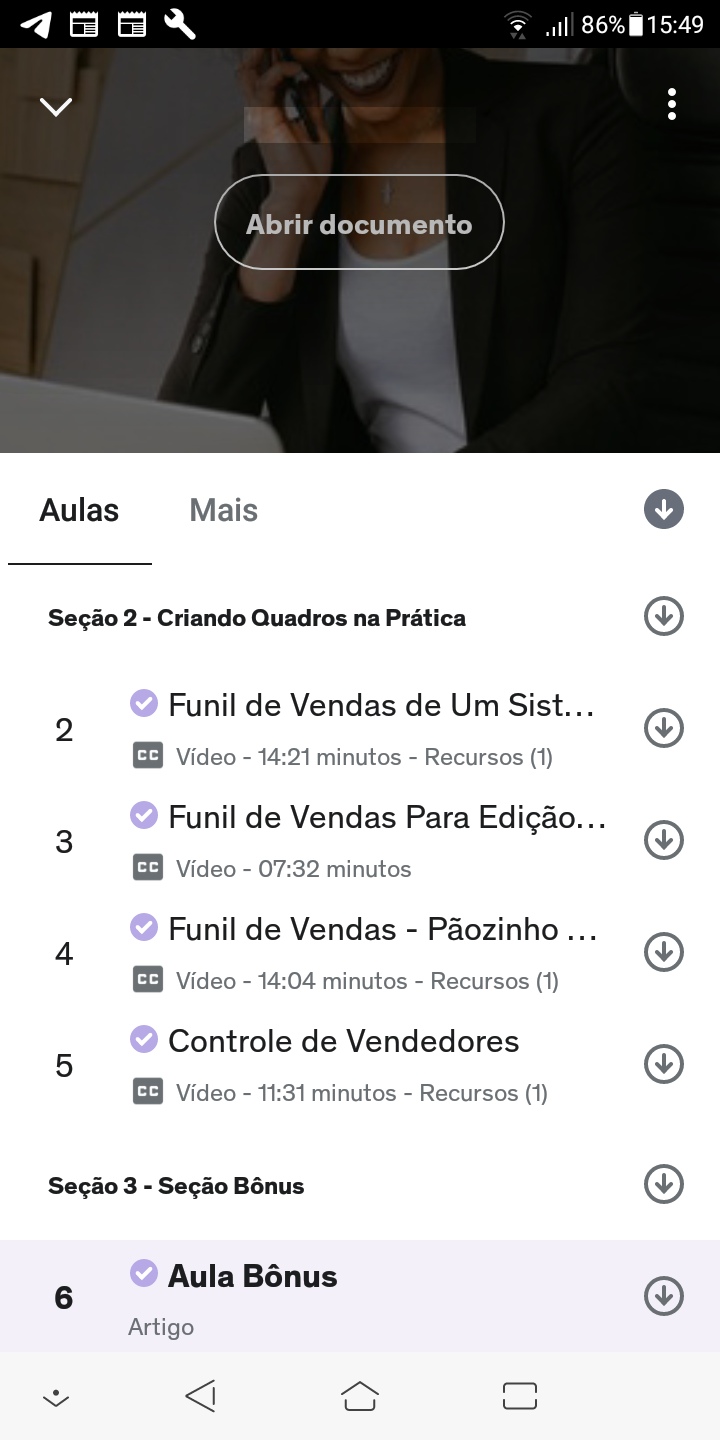 86% 15:49
Abrir documento
Aulas Mais
Seção 2 - Criando Quadros na Prática
2 Funil de Vendas de Um Sist...
CC Vídeo - 14:21 minutos - Recursos (1)
3 Funil de Vendas Para Edição...
CC Vídeo - 07:32 minutos
4 Funil de Vendas - Pãozinho ...
CC Vídeo - 14:04 minutos - Recursos (1)
5 Controle de Vendedores
CC Vídeo - 11:31 minutos - Recursos (1)
Seção 3 - Seção Bônus
6 Aula Bônus
Artigo